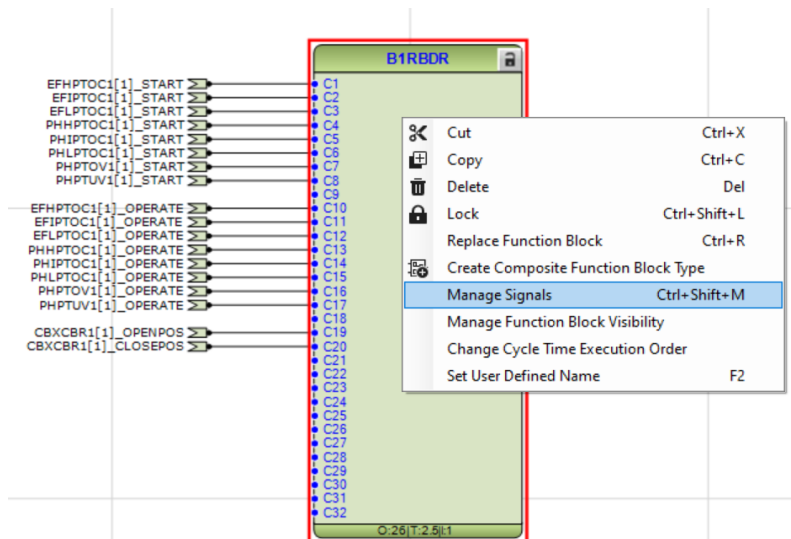 B1RBDR
EFHPTOC1[1]_START C1
EFIPTOC1[1]_START C2
EFLPTOC1[1]_START C3
PHHPTOC1[1]_START C4
PHIPTOC1[1]_START C5
PHLPTOC1[1]_START C6
PHPTOV1[1]_START C7
PHPTUV1[1]_START C8
C9
EFHPTOC1[1]_OPERATE C10
EFIPTOC1[1]_OPERATE C11
EFLPTOC1[1]_OPERATE C12
PHHPTOC1[1]_OPERATE C13
PHIPTOC1[1]_OPERATE C14
PHLPTOC1[1]_OPERATE C15
PHPTOV1[1]_OPERATE C16
PHPTUV1[1]_OPERATE C17
C18
CBXCBR1[1]_OPENPOS C19
CBXCBR1[1]_CLOSEPOS C20
C21
C22
C23
C24
C25
C26
C27
C28
C29
C30
C31
C32
O:26|T:2.5|I:1
Cut Ctrl+X
Copy Ctrl+C
Delete Del
Lock Ctrl+Shift+L
Replace Function Block Ctrl+R
Create Composite Function Block Type
Manage Signals Ctrl+Shift+M
Manage Function Block Visibility
Change Cycle Time Execution Order
Set User Defined Name F2